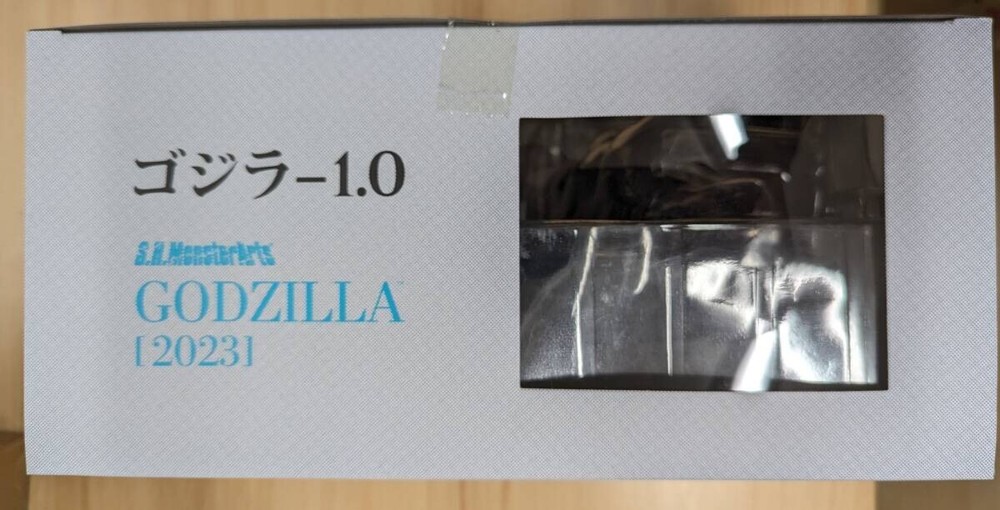 ゴジラ-1.0
S.H.MonsterArts
GODZILLA
[2023]